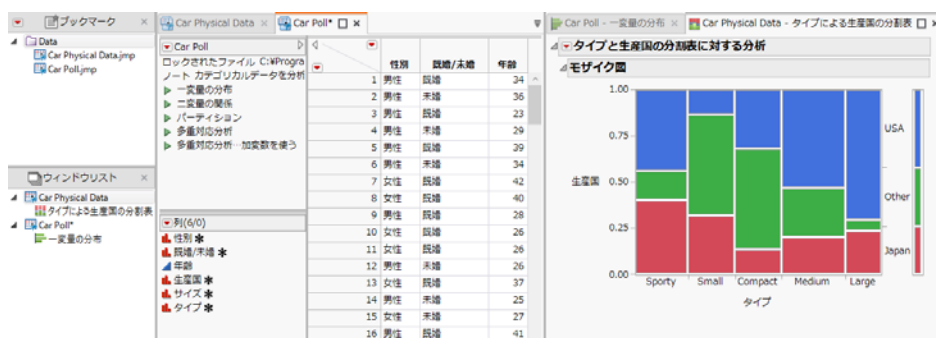 ブックマーク
Data
Car Physical Data.jmp
Car Poll.jmp
ウィンドウリスト
Car Physical Data
タイプによる生産国の分割表
Car Poll*
一変量の分布
Car Physical Data
Car Poll*
Car Poll
ロックされたファイル C:¥Progra
ノート カテゴリカルデータを分析
一変量の分布
二変量の関係
パーティション
多重対応分析
多重対応分析―加変数を使う
列(6/0)
性別
既婚/未婚
年齢
生産国
サイズ
タイプ
性別 既婚/未婚 年齢
1 男性 既婚 34
2 男性 未婚 36
3 男性 既婚 23
4 男性 未婚 29
5 男性 既婚 39
6 男性 未婚 34
7 女性 既婚 42
8 女性 既婚 40
9 男性 既婚 28
10 女性 既婚 26
11 女性 既婚 26
12 男性 未婚 26
13 女性 既婚 37
14 男性 未婚 25
15 女性 未婚 27
16 男性 既婚 41
Car Poll - 一変量の分布
Car Physical Data - タイプによる生産国の分割表
タイプと生産国の分割表に対する分析
モザイク図
生産国
1.00
0.75
0.50
0.25
0.00
USA
Other
Japan
Sporty Small Compact Medium Large
タイプ